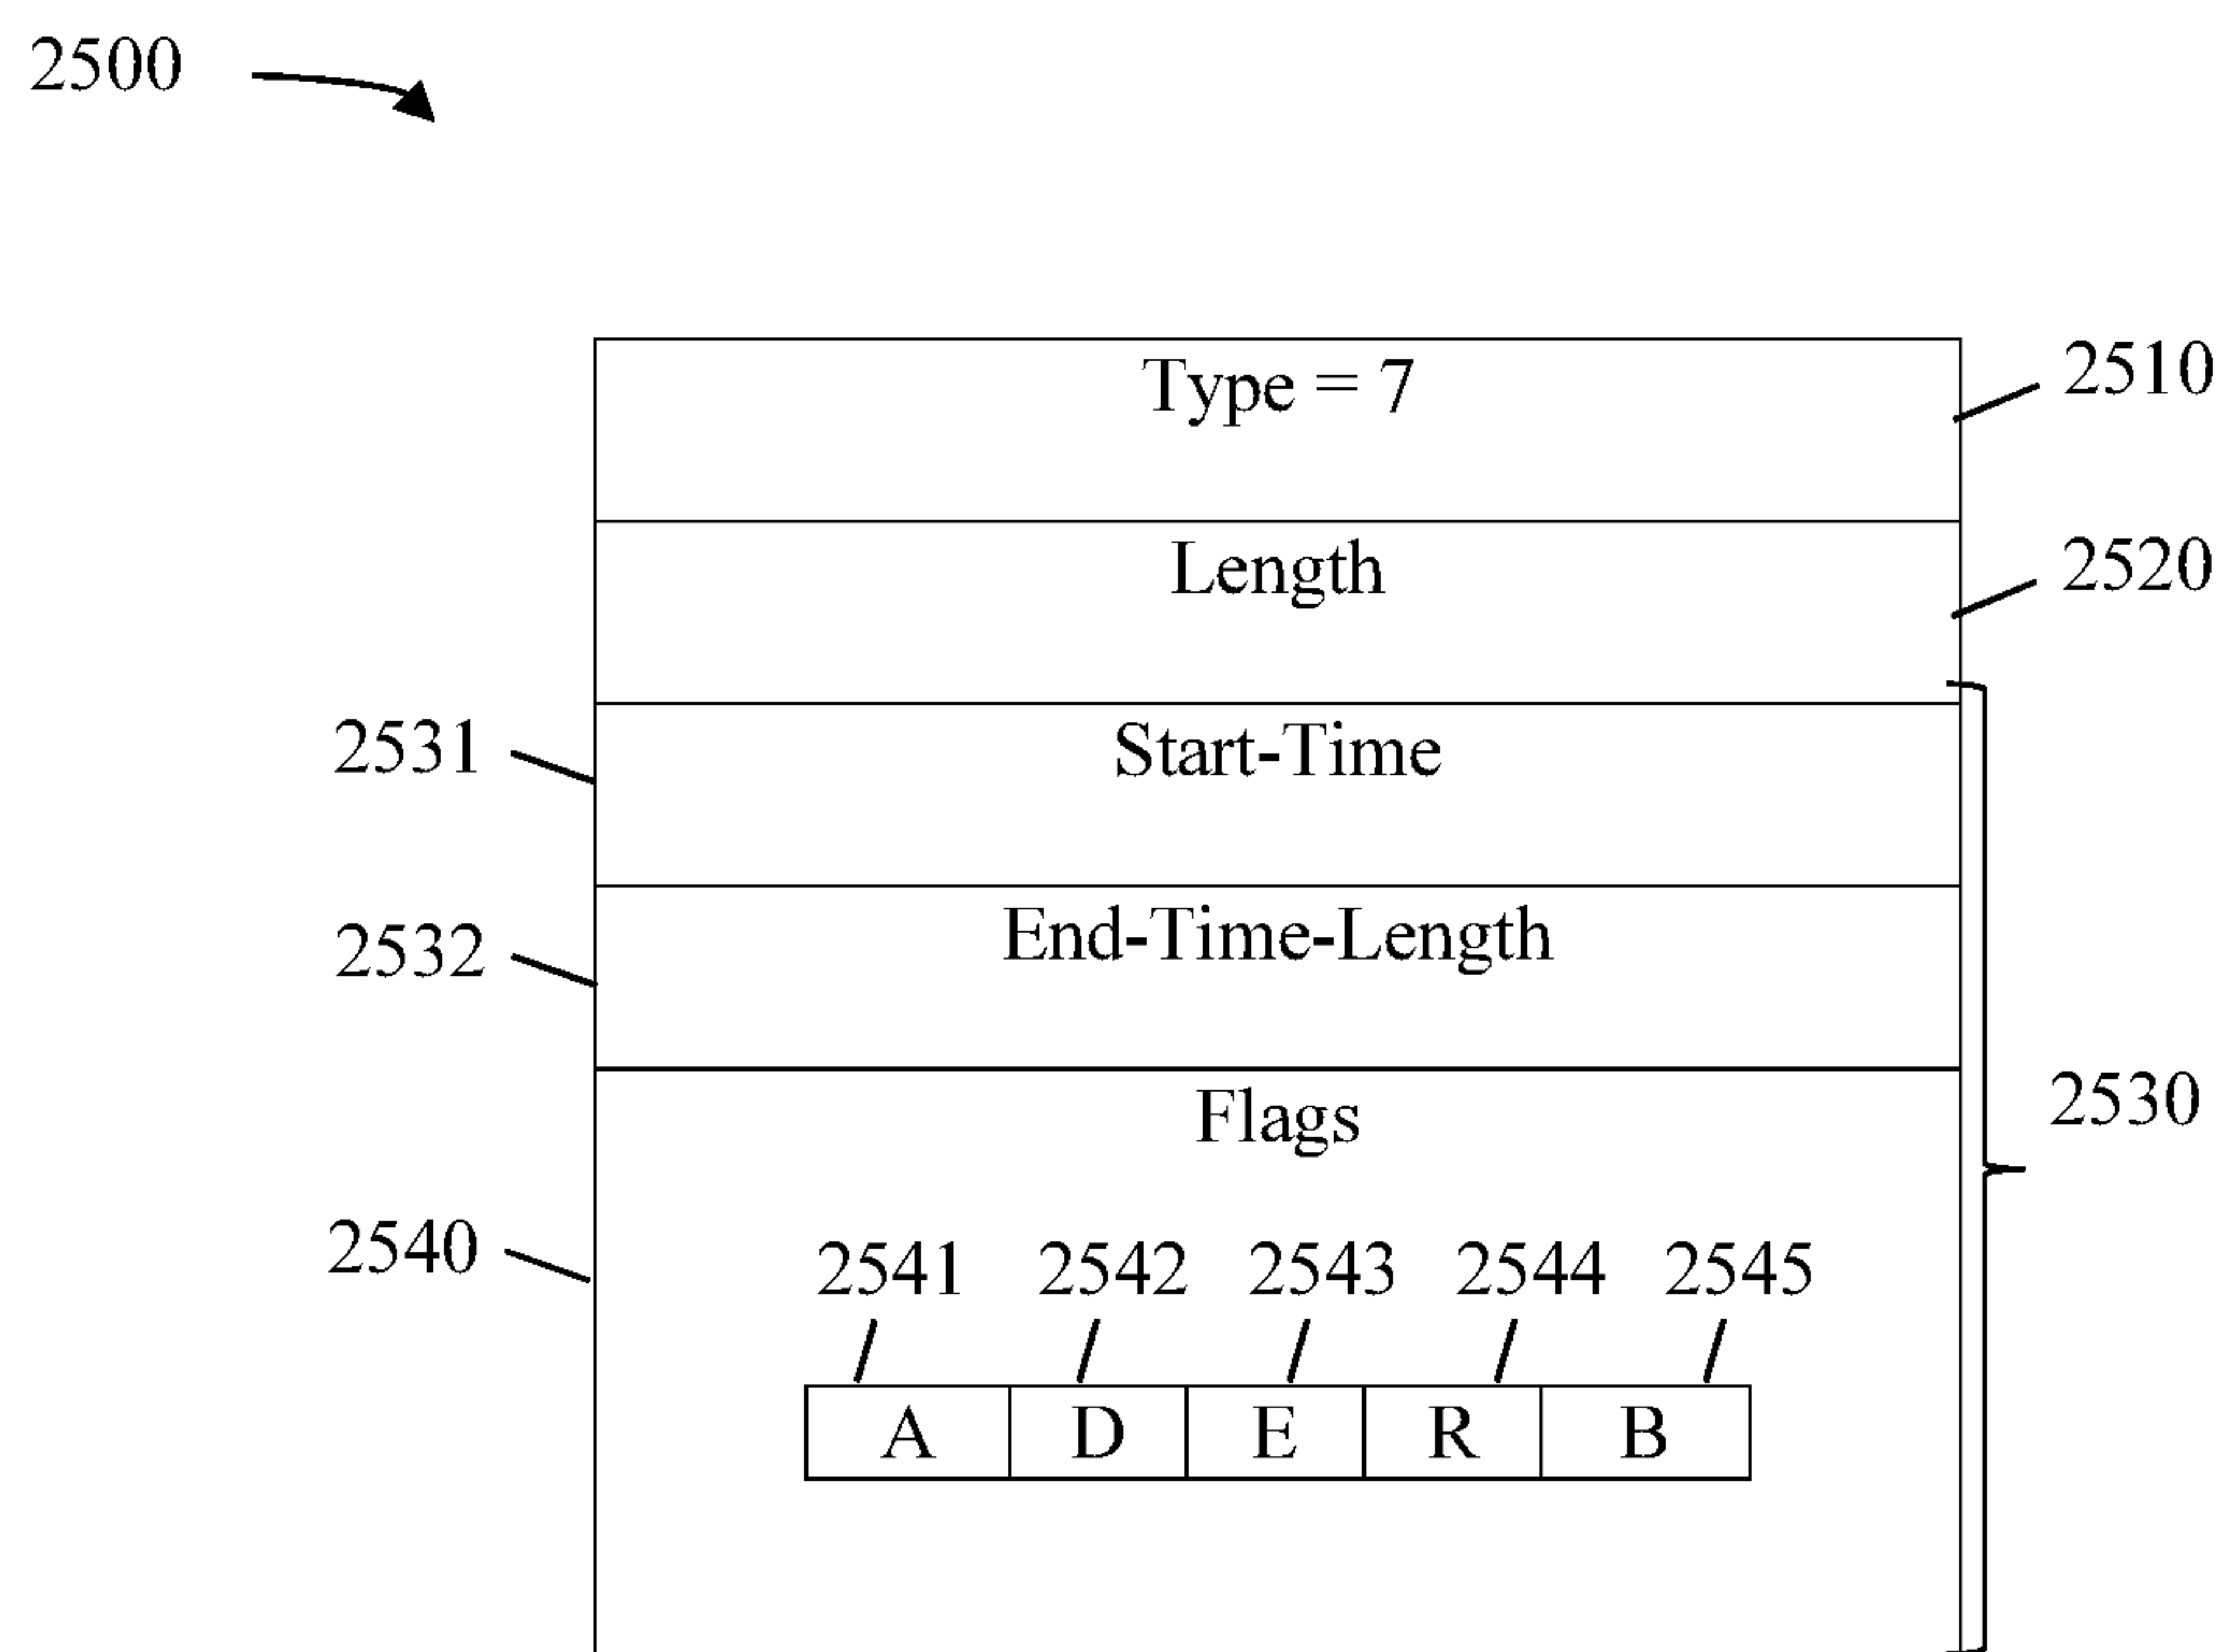 2500
Type = 7
2510
Length
2520
2531
Start-Time
2532
End-Time-Length
Flags
2530
2540
2541 2542 2543 2544 2545
A D E R B